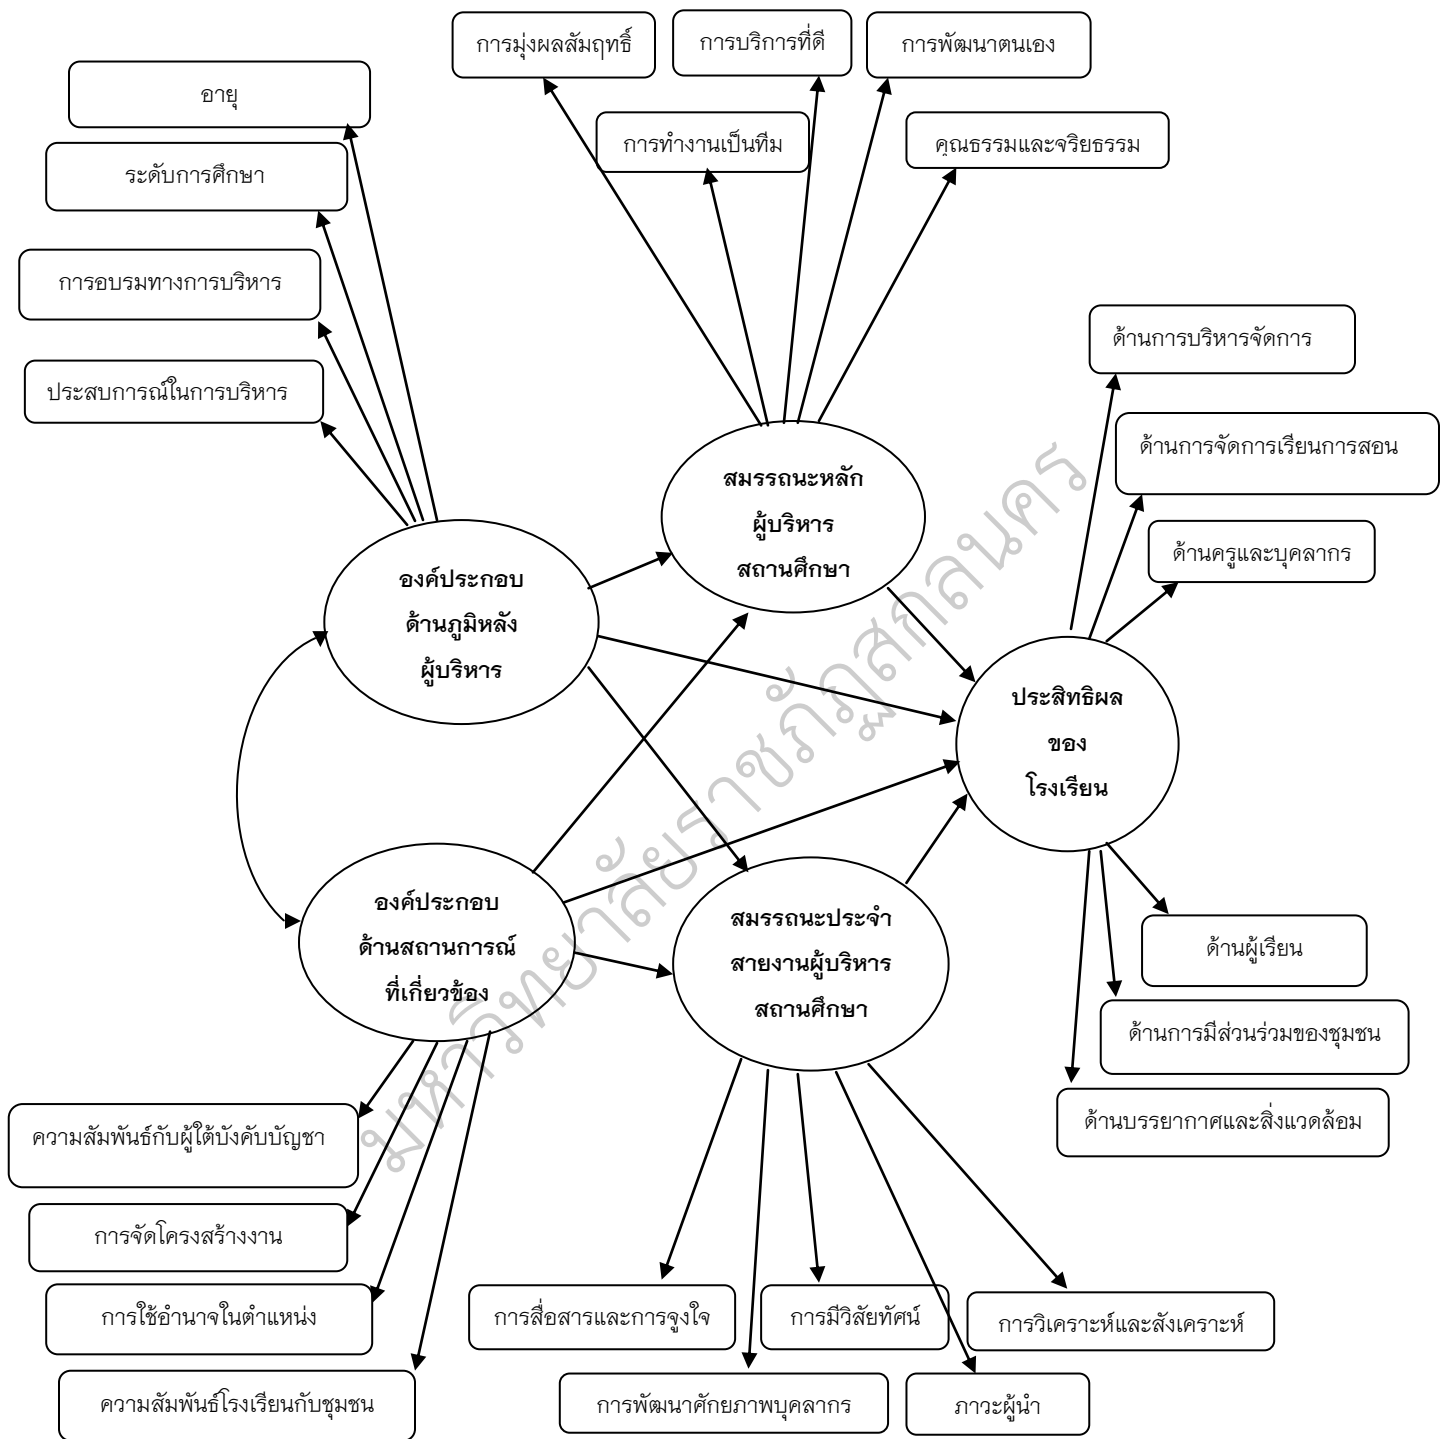 การมุ่งผลสัมฤทธิ์
การบริการที่ดี
การพัฒนาตนเอง
อายุ
การทำงานเป็นทีม
คุณธรรมและจริยธรรม
ระดับการศึกษา
การอบรมทางการบริหาร
ประสบการณ์ในการบริหาร
ด้านการบริหารจัดการ
ด้านการจัดการเรียนการสอน
ด้านครูและบุคลากร
สมรรถนะหลัก
ผู้บริหาร
สถานศึกษา
องค์ประกอบ
ด้านภูมิหลัง
ผู้บริหาร
ประสิทธิผล
ของ
โรงเรียน
องค์ประกอบ
ด้านสถานการณ์
ที่เกี่ยวข้อง
สมรรถนะประจำ
สายงานผู้บริหาร
สถานศึกษา
ด้านผู้เรียน
ด้านการมีส่วนร่วมของชุมชน
ด้านบรรยากาศและสิ่งแวดล้อม
ความสัมพันธ์กับผู้ใต้บังคับบัญชา
การจัดโครงสร้างงาน
การใช้อำนาจในตำแหน่ง
ความสัมพันธ์โรงเรียนกับชุมชน
การสื่อสารและการจูงใจ
การมีวิสัยทัศน์
การวิเคราะห์และสังเคราะห์
การพัฒนาศักยภาพบุคลากร
ภาวะผู้นำ
มหาวิทยาลัยราชภัฏสกลนคร